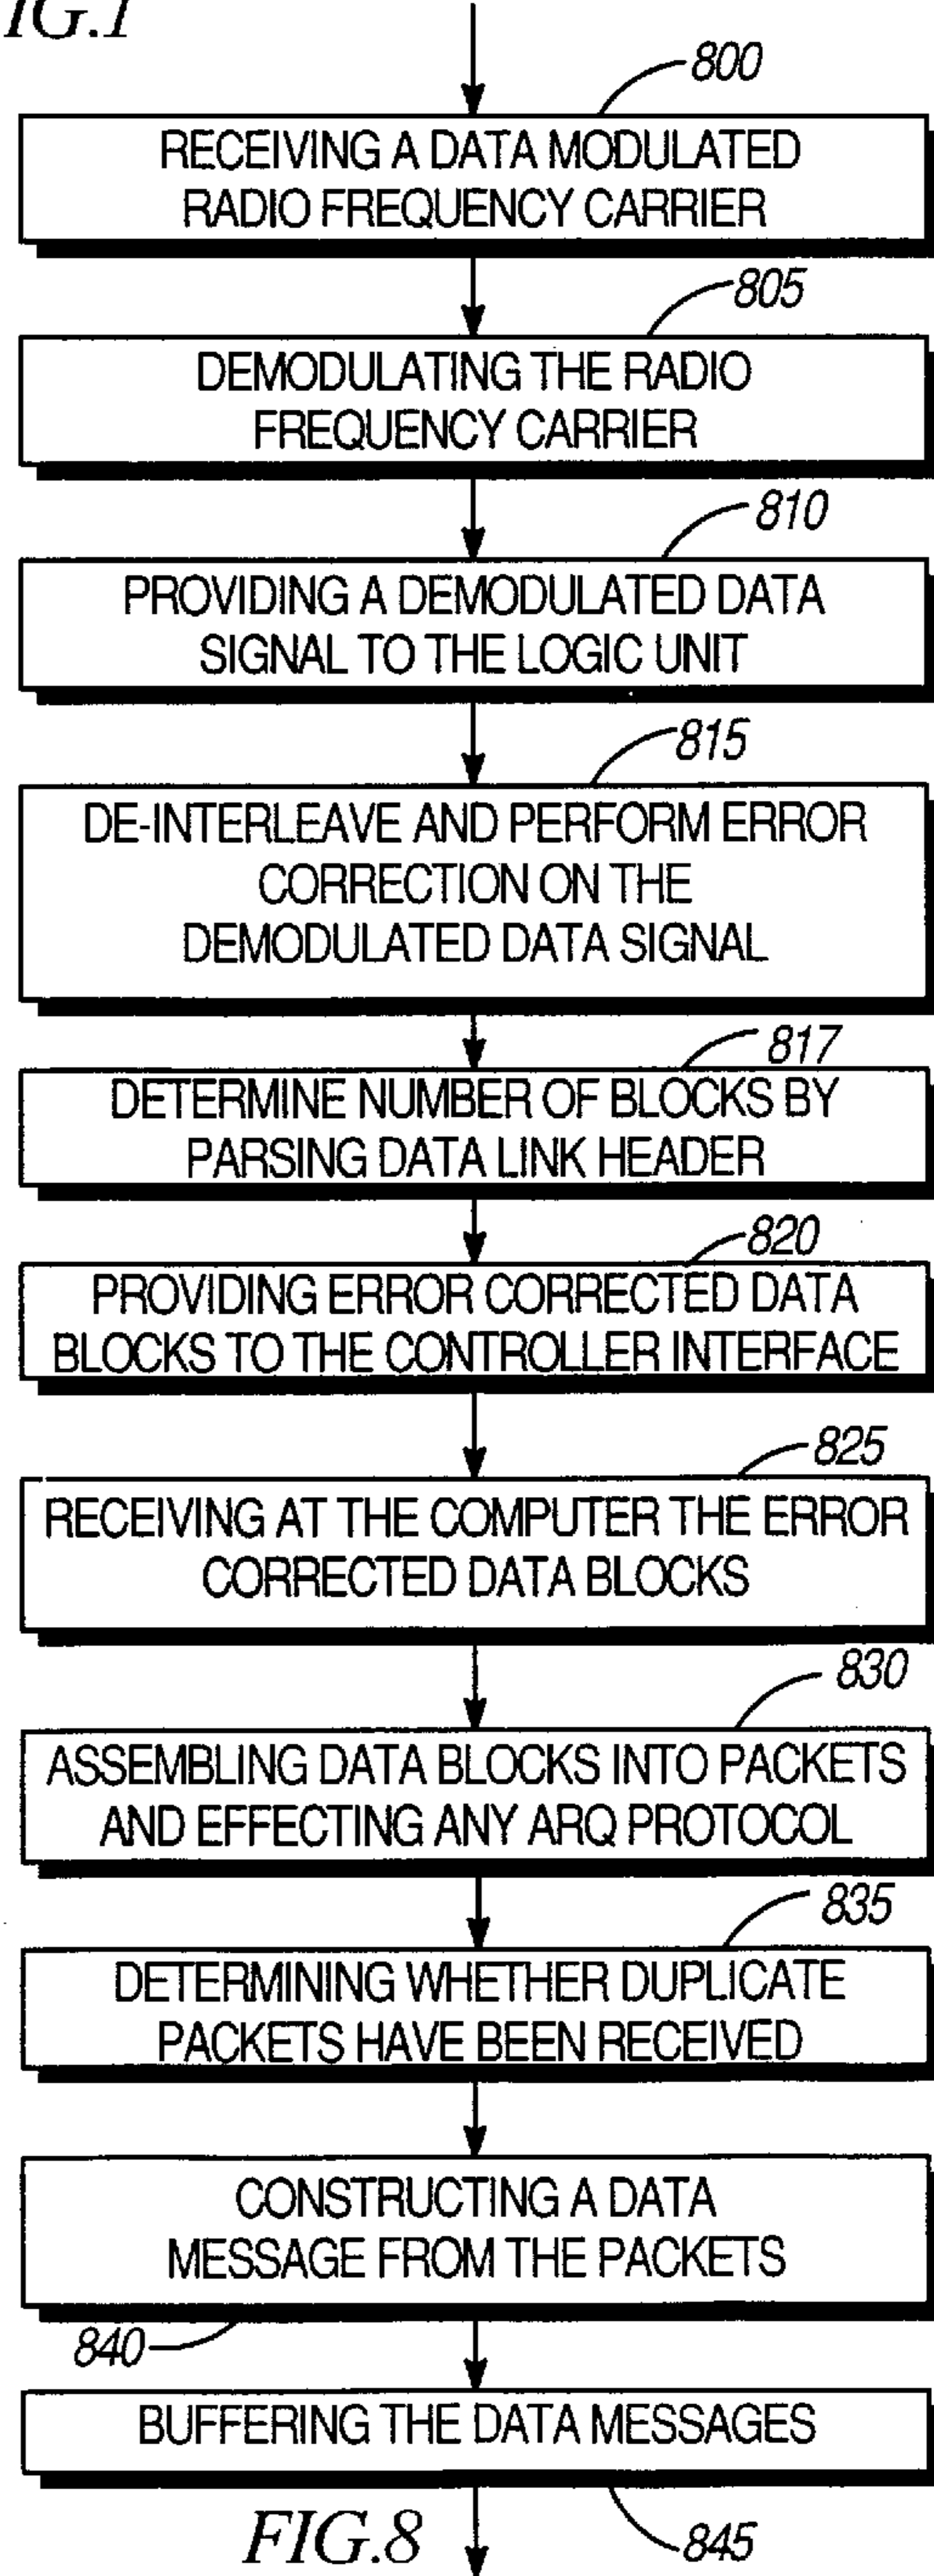 IG.1
800
RECEIVING A DATA MODULATED
RADIO FREQUENCY CARRIER
805
DEMODULATING THE RADIO
FREQUENCY CARRIER
810
PROVIDING A DEMODULATED DATA
SIGNAL TO THE LOGIC UNIT
815
DE-INTERLEAVE AND PERFORM ERROR
CORRECTION ON THE
DEMODULATED DATA SIGNAL
817
DETERMINE NUMBER OF BLOCKS BY
PARSING DATA LINK HEADER
820
PROVIDING ERROR CORRECTED DATA
BLOCKS TO THE CONTROLLER INTERFACE
825
RECEIVING AT THE COMPUTER THE ERROR
CORRECTED DATA BLOCKS
830
ASSEMBLING DATA BLOCKS INTO PACKETS
AND EFFECTING ANY ARQ PROTOCOL
835
DETERMINING WHETHER DUPLICATE
PACKETS HAVE BEEN RECEIVED
CONSTRUCTING A DATA
MESSAGE FROM THE PACKETS
840
BUFFERING THE DATA MESSAGES
845
FIG.8